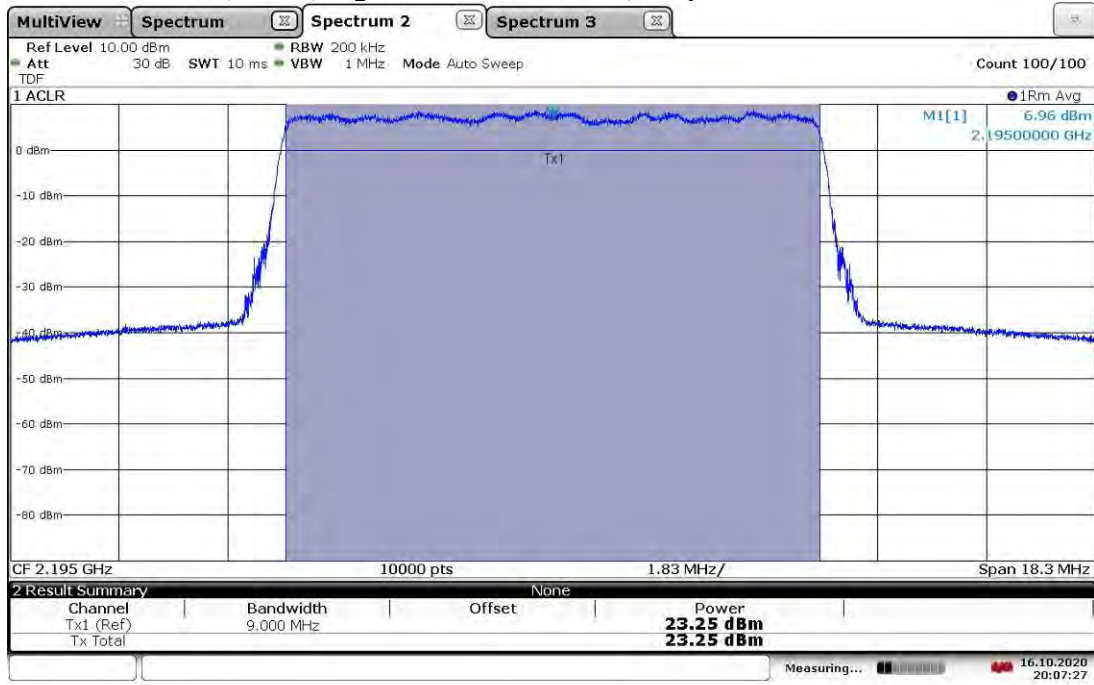 MultiView Spectrum Spectrum 2 Spectrum 3
Ref Level 10.00 dBm RBW 200 kHz
Att 30 dB SWT 10 ms VBW 1 MHz Mode Auto Sweep Count 100/100
TDF
1 ACLR 1Rm Avg
M1[1] 6.96 dBm
2.19500000 GHz
0 dBm
Tx1
-10 dBm
-20 dBm
-30 dBm
-40 dBm
-50 dBm
-60 dBm
-70 dBm
-80 dBm
CF 2.195 GHz 10000 pts 1.83 MHz/ Span 18.3 MHz
2 Result Summary None
Channel Bandwidth Offset Power
Tx1 (Ref) 9.000 MHz 23.25 dBm
Tx Total 23.25 dBm
Measuring... 16.10.2020
20:07:27